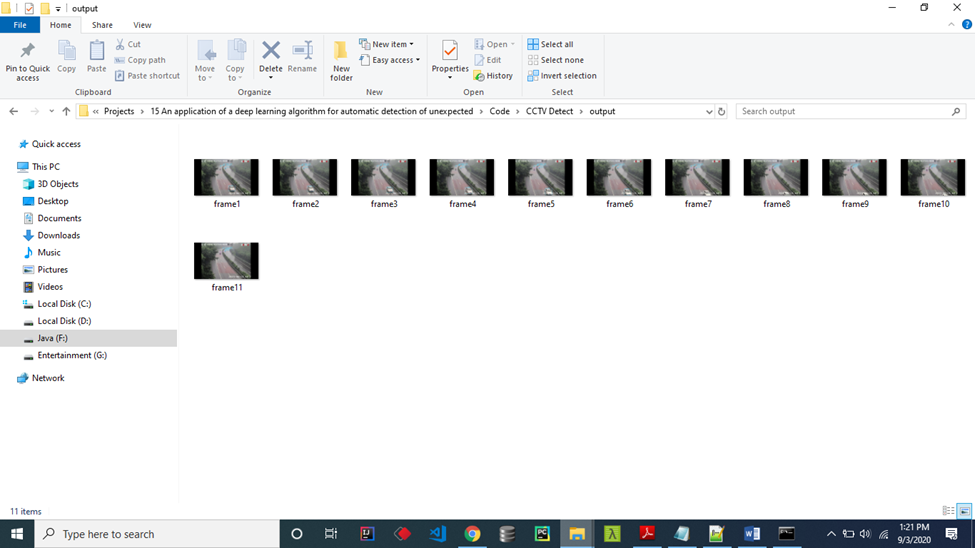 output
File Home Share View
Pin to Quick access
Copy
Paste
Cut
Copy path
Paste shortcut
Clipboard
Move to
Copy to
Delete
Rename
Organize
New folder
New item
Easy access
New
Properties
Open
Edit
History
Open
Select all
Select none
Invert selection
Select
« Projects › 15 An application of a deep learning algorithm for automatic detection of unexpected › Code › CCTV Detect › output
Search output
Quick access
This PC
3D Objects
Desktop
Documents
Downloads
Music
Pictures
Videos
Local Disk (C:)
Local Disk (D:)
Java (F:)
Entertainment (G:)
Network
frame1 frame2 frame3 frame4 frame5 frame6 frame7 frame8 frame9 frame10
frame11
11 items
Type here to search
1:21 PM
9/3/2020